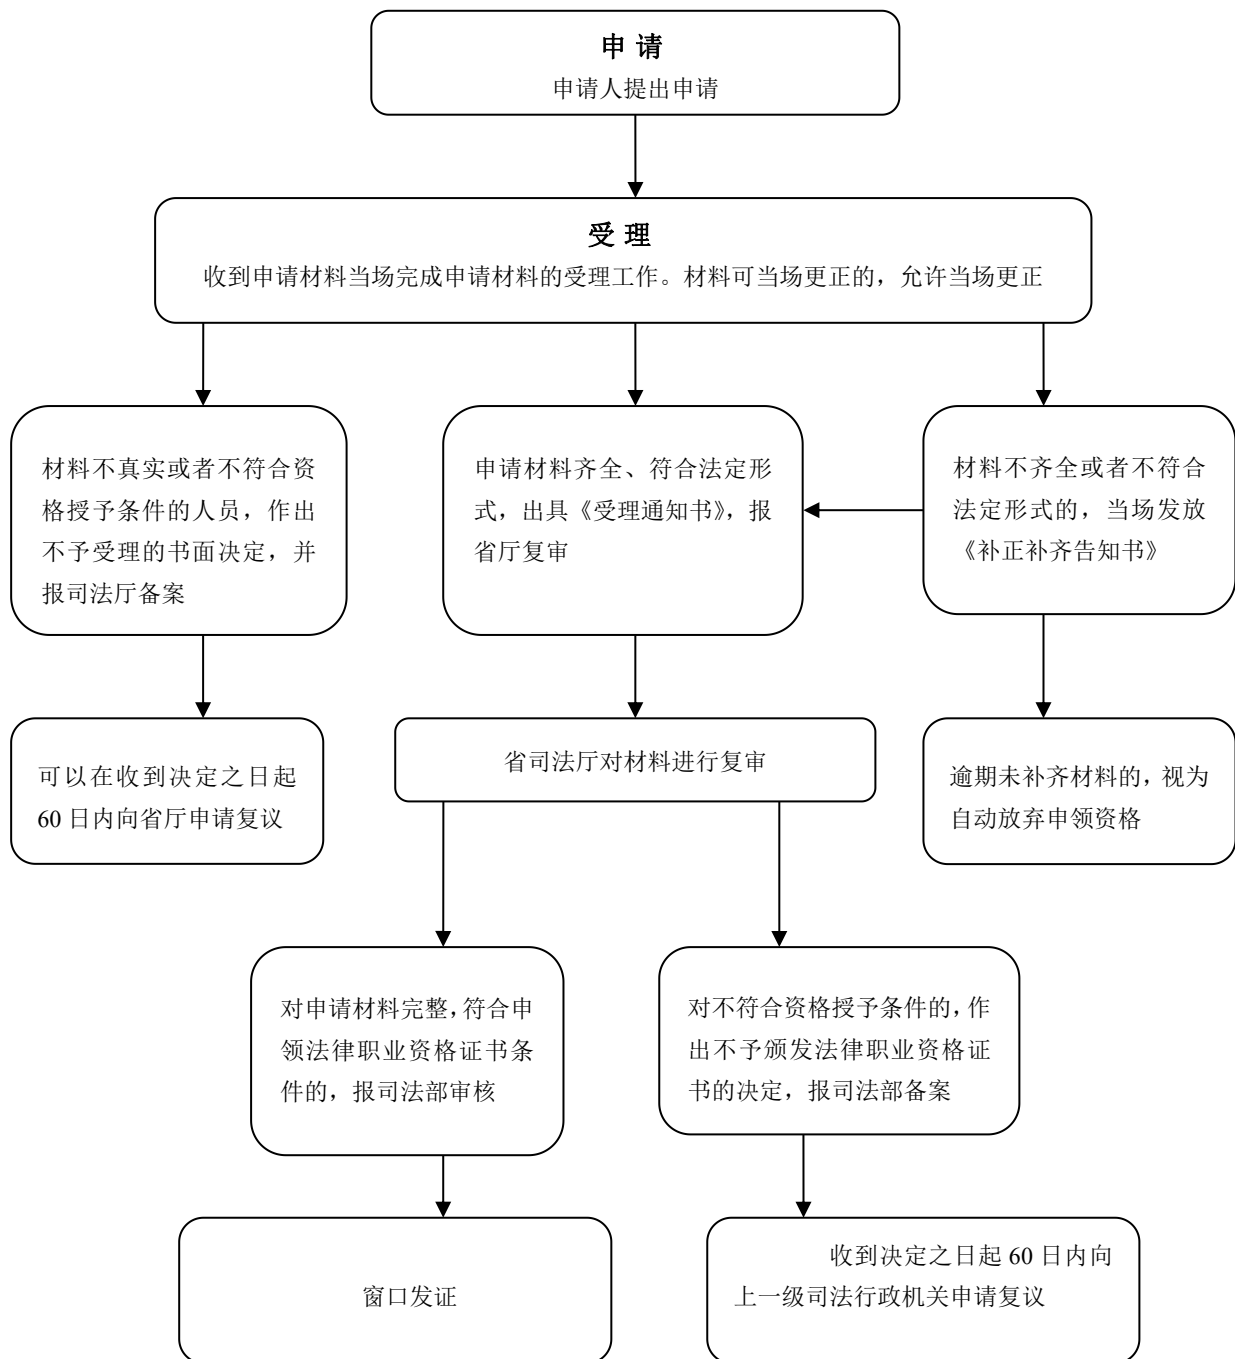 申 请
申请人提出申请
受 理
收到申请材料当场完成申请材料的受理工作。材料可当场更正的，允许当场更正
材料不真实或者不符合资
格授予条件的人员，作出
不予受理的书面决定，并
报司法厅备案
申请材料齐全、符合法定形
式，出具《受理通知书》，报
省厅复审
材料不齐全或者不符合
法定形式的，当场发放
《补正补齐告知书》
可以在收到决定之日起
60 日内向省厅申请复议
省司法厅对材料进行复审
逾期未补齐材料的，视为
自动放弃申领资格
对申请材料完整，符合申
领法律职业资格证书条
件的，报司法部审核
对不符合资格授予条件的，作
出不予颁发法律职业资格证
书的决定，报司法部备案
窗口发证
收到决定之日起 60 日内向
上一级司法行政机关申请复议